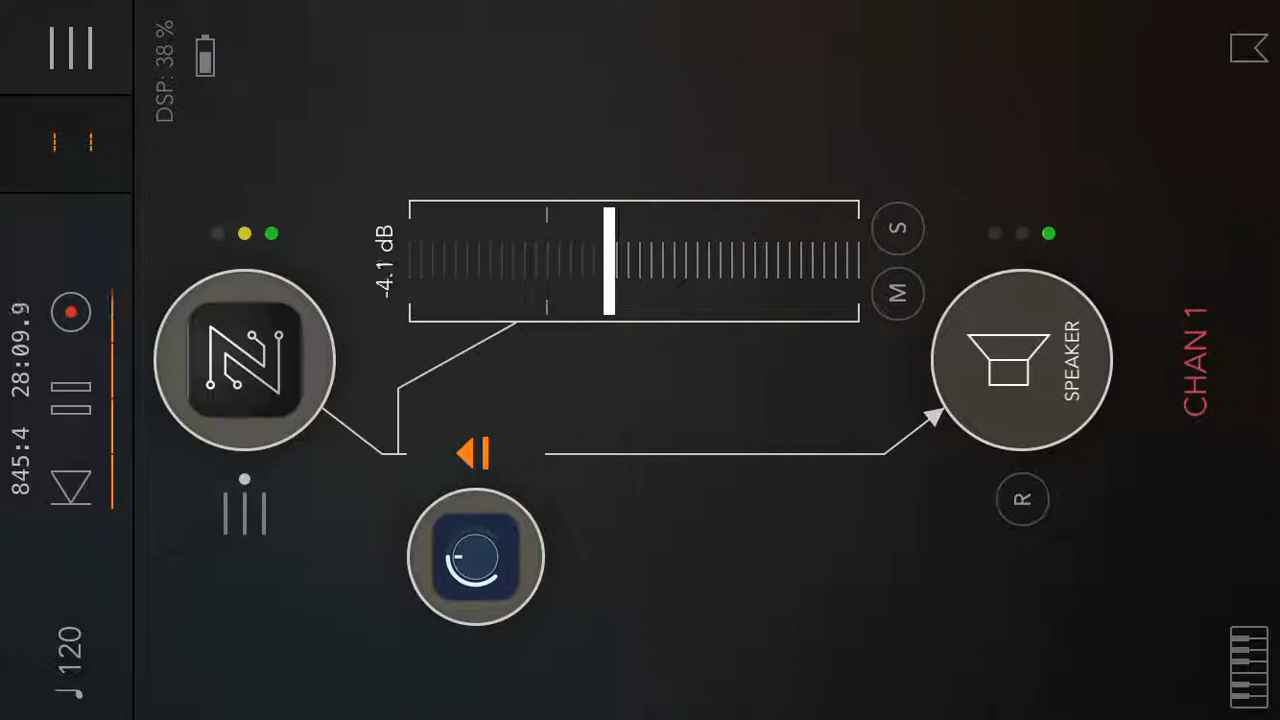 845:4 28:09.9
120
DSP: 38 %
-4.1 dB
M S
R
SPEAKER
CHAN 1